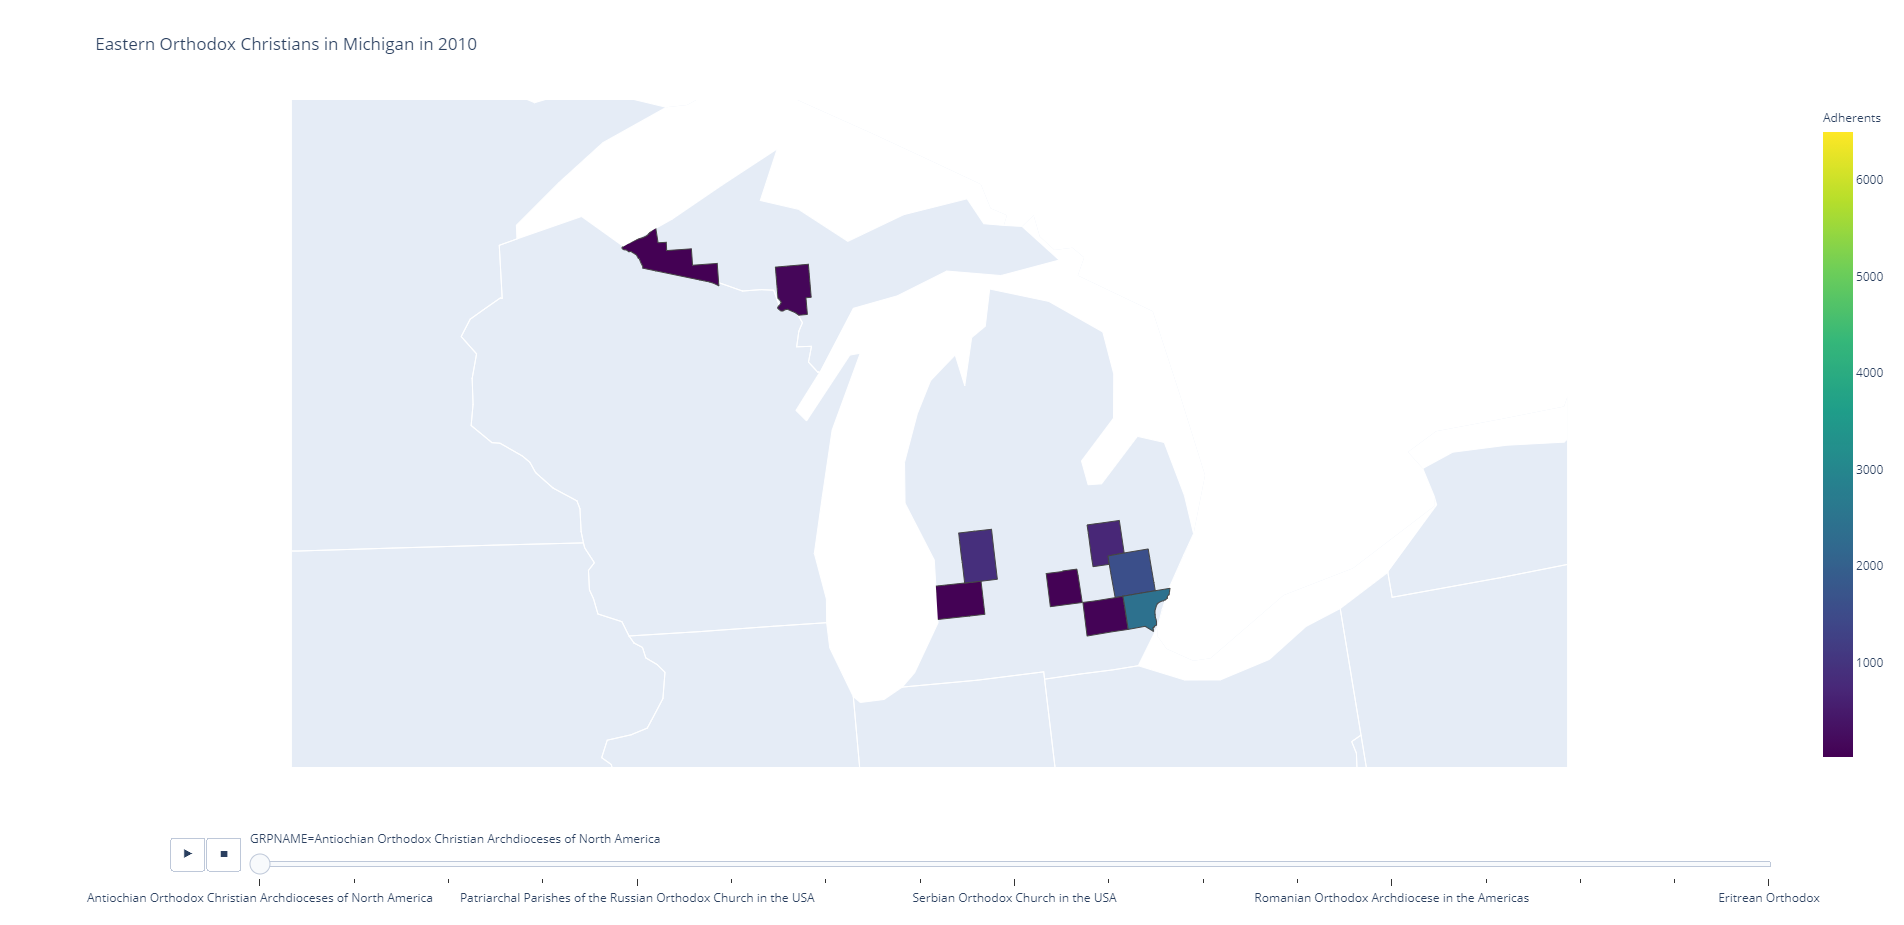 Eastern Orthodox Christians in Michigan in 2010
Adherents
6000
5000
4000
3000
2000
1000
GRPNAME=Antiochian Orthodox Christian Archdioceses of North America
Antiochian Orthodox Christian Archdioceses of North America
Patriarchal Parishes of the Russian Orthodox Church in the USA
Serbian Orthodox Church in the USA
Romanian Orthodox Archdiocese in the Americas
Eritrean Orthodox